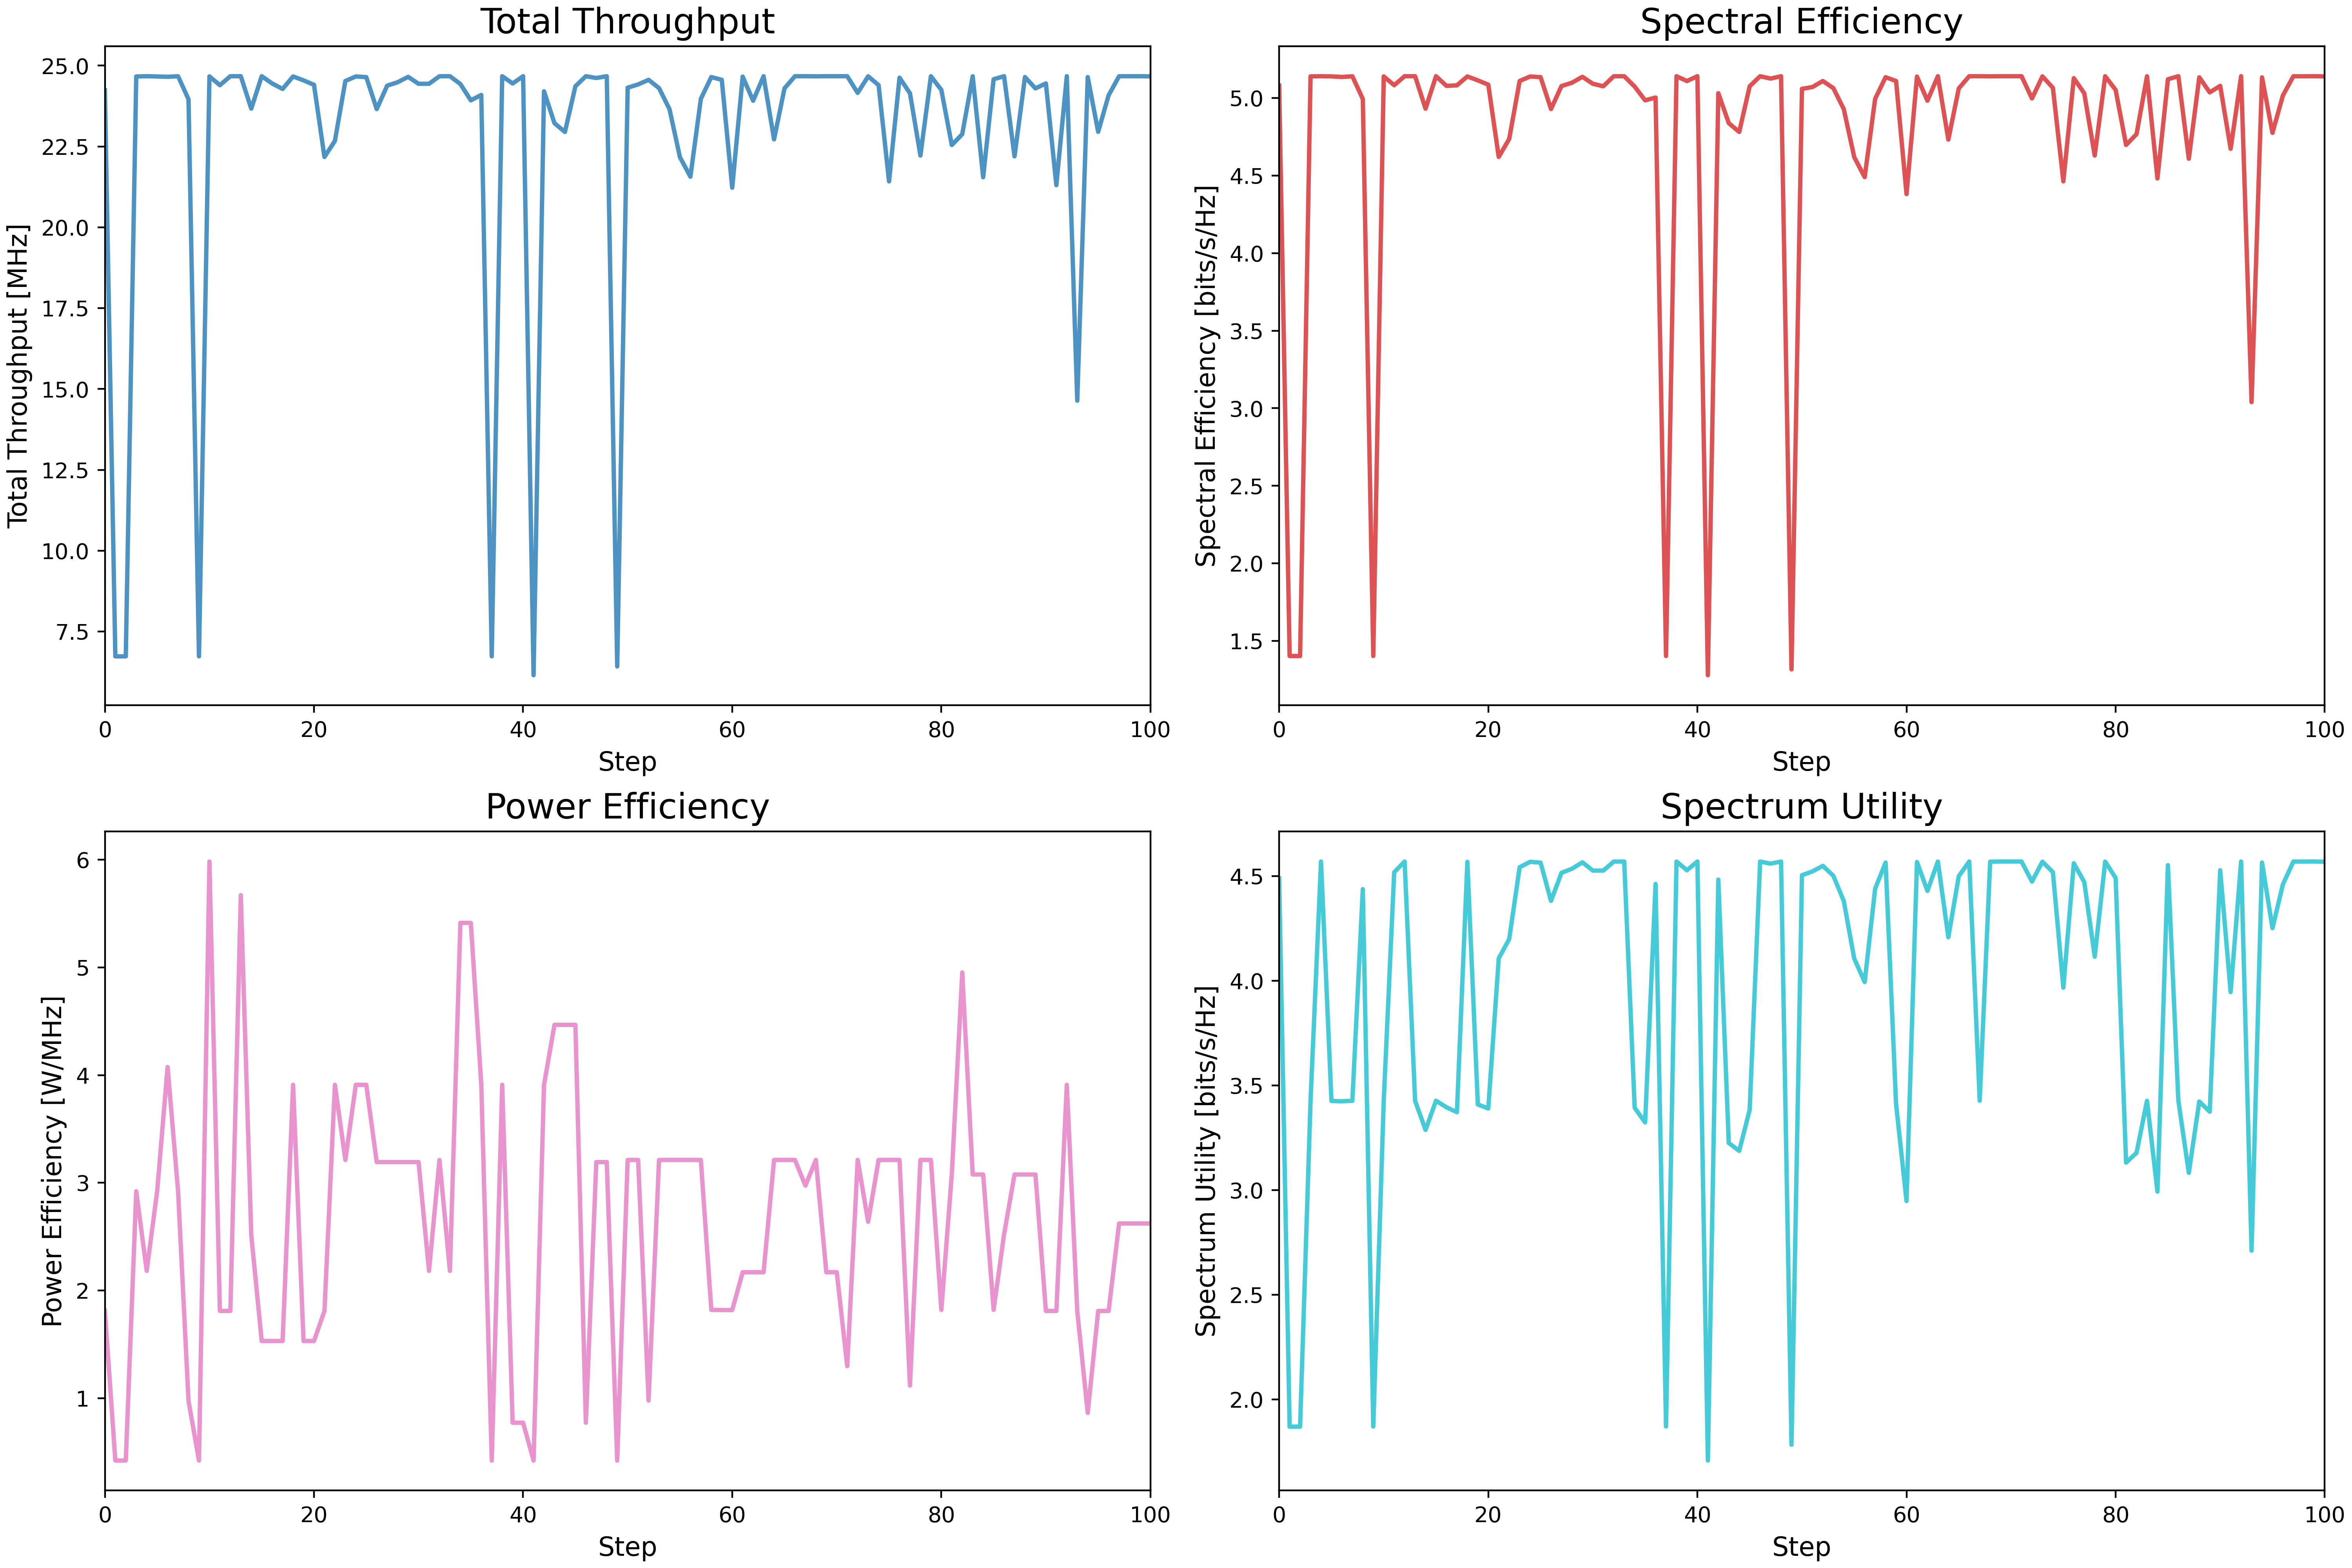 Total Throughput
Total Throughput [MHz]
25.0
22.5
20.0
17.5
15.0
12.5
10.0
7.5
0 20 40 60 80 100
Step
Spectral Efficiency
Spectral Efficiency [bits/s/Hz]
5.0
4.5
4.0
3.5
3.0
2.5
2.0
1.5
0 20 40 60 80 100
Step
Power Efficiency
Power Efficiency [W/MHz]
6
5
4
3
2
1
0 20 40 60 80 100
Step
Spectrum Utility
Spectrum Utility [bits/s/Hz]
4.5
4.0
3.5
3.0
2.5
2.0
0 20 40 60 80 100
Step